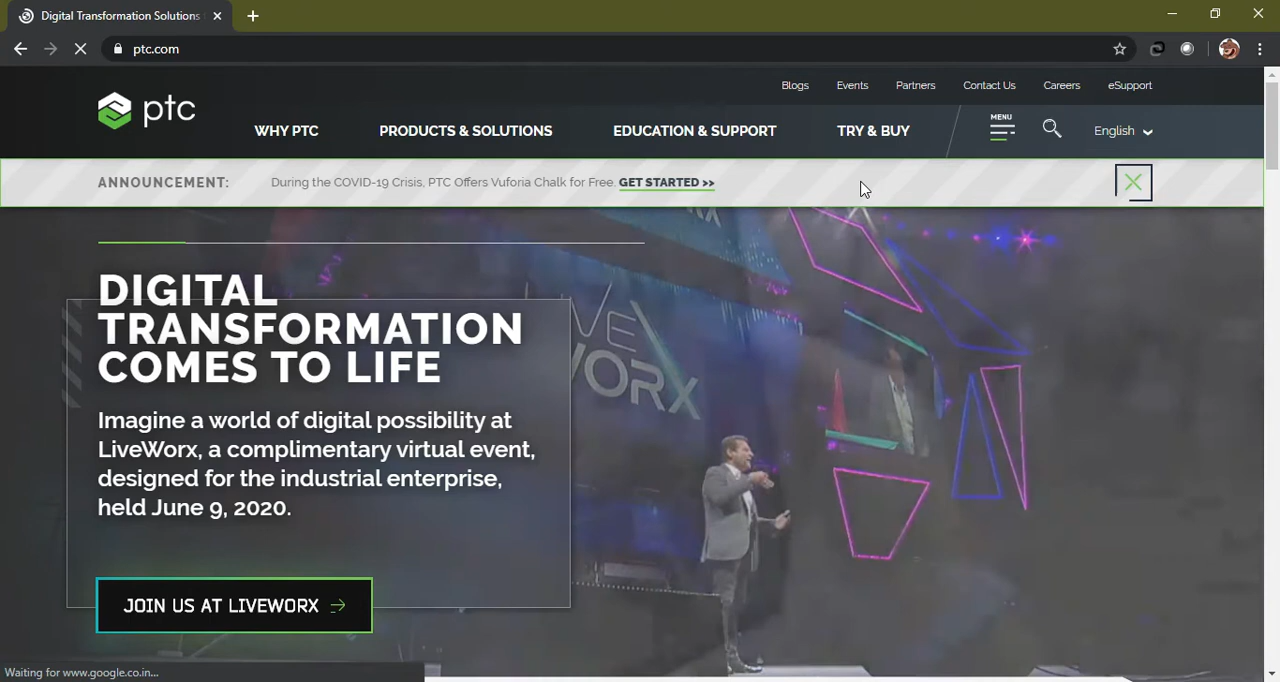 Digital Transformation Solutions
ptc.com
Blogs Events Partners Contact Us Careers eSupport
ptc
WHY PTC PRODUCTS & SOLUTIONS EDUCATION & SUPPORT TRY & BUY MENU English
ANNOUNCEMENT: During the COVID-19 Crisis, PTC Offers Vuforia Chalk for Free. GET STARTED >>
DIGITAL
TRANSFORMATION
COMES TO LIFE
Imagine a world of digital possibility at
LiveWorx, a complimentary virtual event,
designed for the industrial enterprise,
held June 9, 2020.
JOIN US AT LIVEWORX
LIVE
WORX
Waiting for www.google.co.in...